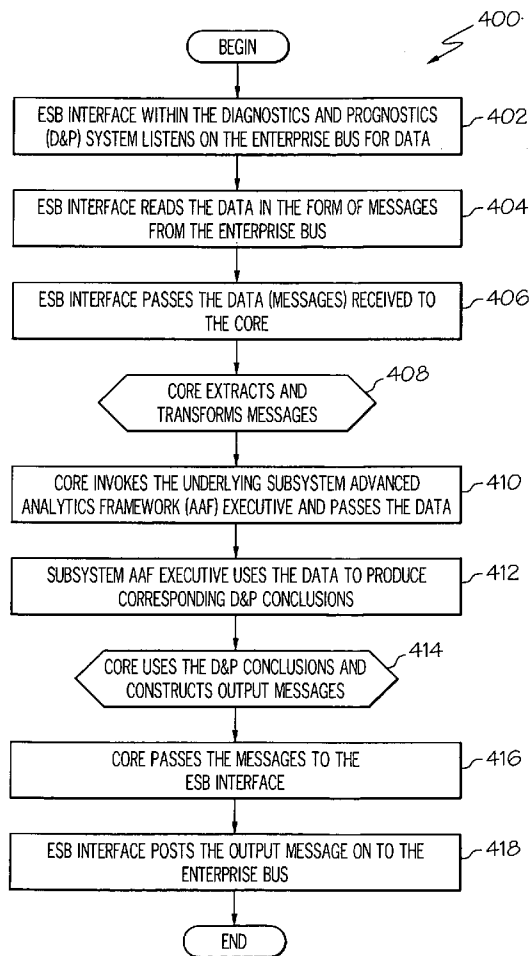 400
BEGIN
ESB INTERFACE WITHIN THE DIAGNOSTICS AND PROGNOSTICS
(D&P) SYSTEM LISTENS ON THE ENTERPRISE BUS FOR DATA
402
ESB INTERFACE READS THE DATA IN THE FORM OF MESSAGES
FROM THE ENTERPRISE BUS
404
ESB INTERFACE PASSES THE DATA (MESSAGES) RECEIVED TO
THE CORE
406
CORE EXTRACTS AND
TRANSFORMS MESSAGES
408
CORE INVOKES THE UNDERLYING SUBSYSTEM ADVANCED
ANALYTICS FRAMEWORK (AAF) EXECUTIVE AND PASSES THE DATA
410
SUBSYSTEM AAF EXECUTIVE USES THE DATA TO PRODUCE
CORRESPONDING D&P CONCLUSIONS
412
CORE USES THE D&P CONCLUSIONS AND
CONSTRUCTS OUTPUT MESSAGES
414
CORE PASSES THE MESSAGES TO THE
ESB INTERFACE
416
ESB INTERFACE POSTS THE OUTPUT MESSAGE ON TO THE
ENTERPRISE BUS
418
END